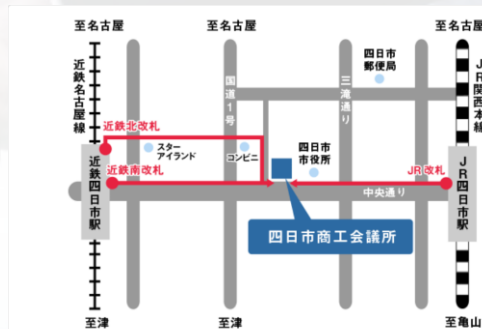 至名古屋
至名古屋
至名古屋
近鉄名古屋線
国道1号
三滝通り
四日市
郵便局
JR関西本線
近鉄北改札
スター
アイランド
コンビニ
四日市
市役所
近鉄四日市駅
近鉄南改札
JR改札
JR四日市駅
中央通り
四日市商工会議所
至津
至津
至亀山